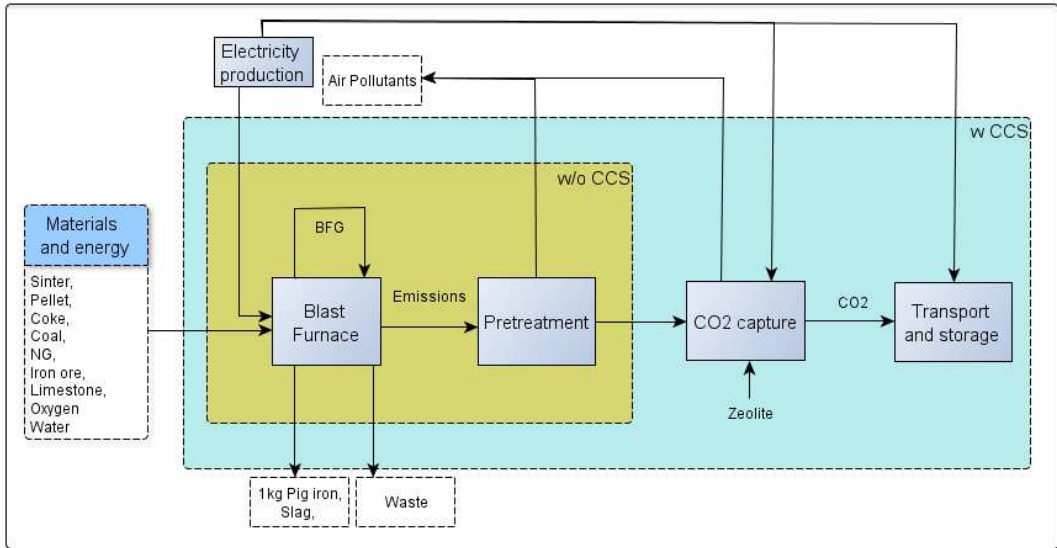 Electricity
production
Air Pollutants
w CCS
w/o CCS
Materials
and energy
Sinter,
Pellet,
Coke,
Coal,
NG,
Iron ore,
Limestone,
Oxygen
Water
BFG
Blast
Furnace
Emissions
Pretreatment
CO2 capture
CO2
Transport
and storage
Zeolite
1kg Pig iron,
Slag,
Waste